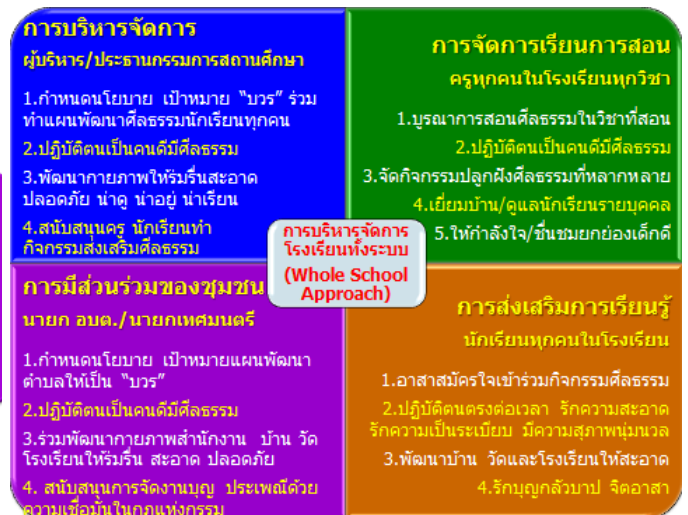 การบริหารจัดการ
ผู้บริหาร/ประธานกรรมการสถานศึกษา
1.กำหนดนโยบาย เป้าหมาย "บวร" ร่วม
ทำแผนพัฒนาศีลธรรมนักเรียนทุกคน
2.ปฏิบัติตนเป็นคนดีมีศีลธรรม
3.พัฒนากายภาพให้ร่มรื่นสะอาด
ปลอดภัย น่าดู น่าอยู่ น่าเรียน
4.สนับสนุนครู นักเรียนทำ
กิจกรรมส่งเสริมศีลธรรม
การจัดการเรียนการสอน
ครูทุกคนในโรงเรียนทุกวิชา
1.บูรณาการสอนศีลธรรมในวิชาที่สอน
2.ปฏิบัติตนเป็นคนดีมีศีลธรรม
3.จัดกิจกรรมปลูกฝังศีลธรรมที่หลากหลาย
4.เยี่ยมบ้าน/ดูแลนักเรียนรายบุคคล
5.ให้กำลังใจ/ชื่นชมยกย่องเด็กดี
การบริหารจัดการ
โรงเรียนทั้งระบบ
(Whole School
Approach)
การมีส่วนร่วมของชุมชน
นายก อบต./นายกเทศมนตรี
1.กำหนดนโยบาย เป้าหมายแผนพัฒนา
ตำบลให้เป็น "บวร"
2.ปฏิบัติตนเป็นคนดีมีศีลธรรม
3.ร่วมพัฒนากายภาพสำนักงาน บ้าน วัด
โรงเรียนให้ร่มรื่น สะอาด ปลอดภัย
4. สนับสนุนการจัดงานบุญ ประเพณีด้วย
ความเชื่อมั่นในกฎแห่งกรรม
การส่งเสริมการเรียนรู้
นักเรียนทุกคนในโรงเรียน
1.อาสาสมัครใจเข้าร่วมกิจกรรมศีลธรรม
2.ปฏิบัติตนตรงต่อเวลา รักความสะอาด
รักความเป็นระเบียบ มีความสุภาพนุ่มนวล
3.พัฒนาบ้าน วัดและโรงเรียนให้สะอาด
4.รักบุญกลัวบาป จิตอาสา